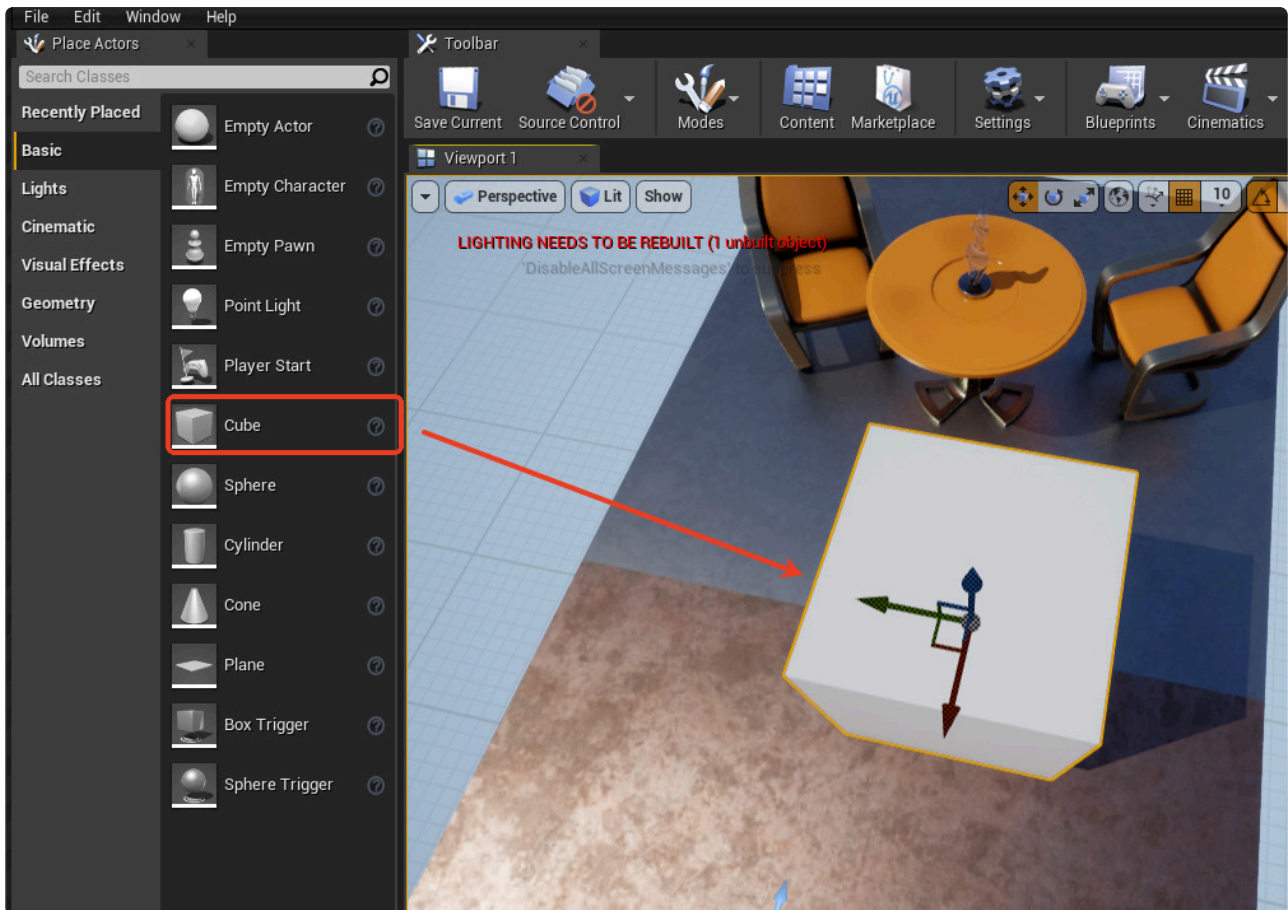 File Edit Window Help
Place Actors
Toolbar
Search Classes
Recently Placed
Basic
Lights
Cinematic
Visual Effects
Geometry
Volumes
All Classes
Empty Actor
Empty Character
Empty Pawn
Point Light
Player Start
Cube
Sphere
Cylinder
Cone
Plane
Box Trigger
Sphere Trigger
Save Current Source Control Modes Content Marketplace Settings Blueprints Cinematics
Viewport 1
Perspective Lit Show 10
LIGHTING NEEDS TO BE REBUILT (1 unbuilt object)
'DisableAllScreenMessages' to suppress